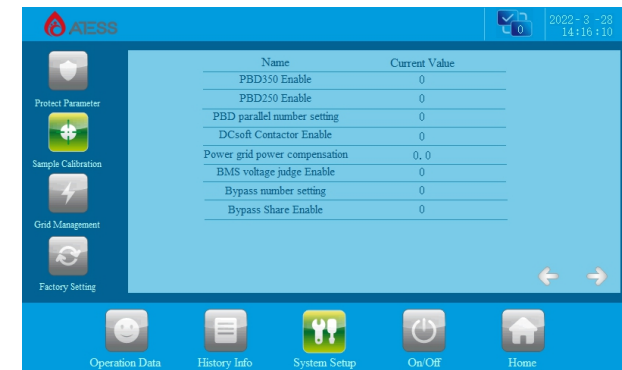 ATESS
0
2022- 3 -28
14:16:10
Name Current Value
PBD350 Enable 0
PBD250 Enable 0
PBD parallel number setting 0
DCsoft Contactor Enable 0
Power grid power compensation 0.0
BMS voltage judge Enable 0
Bypass number setting 0
Bypass Share Enable 0
Protect Parameter
Sample Calibration
Grid Management
Factory Setting
Operation Data
History Info
System Setup
On/Off
Home